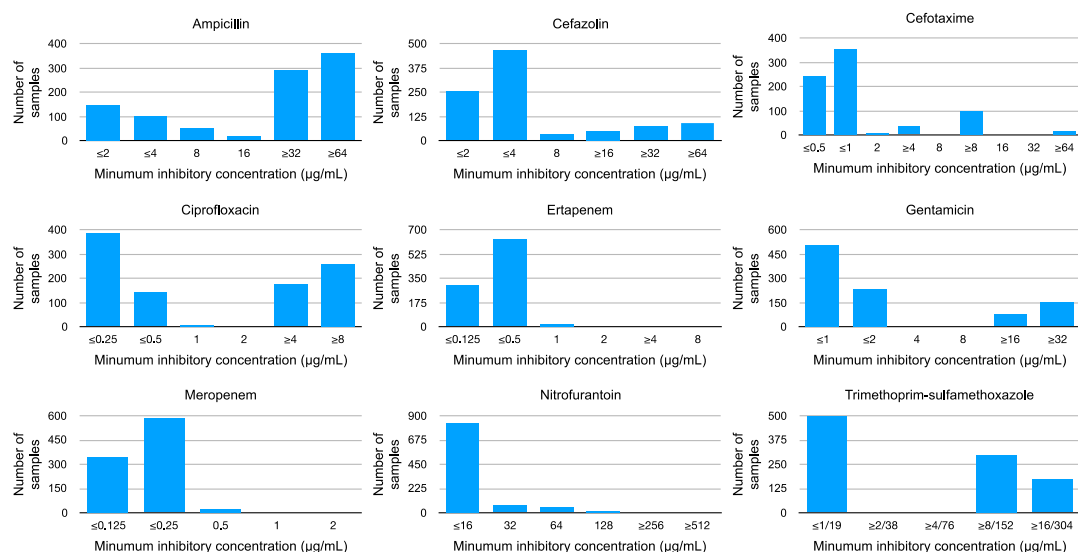 Ampicillin
Number of
samples
400
300
200
100
0
≤2 ≤4 8 16 ≥32 ≥64
Minumum inhibitory concentration (µg/mL)
Cefazolin
Number of
samples
500
375
250
125
0
≤2 ≤4 8 ≥16 ≥32 ≥64
Minumum inhibitory concentration (µg/mL)
Cefotaxime
Number of
samples
400
300
200
100
0
≤0.5 ≤1 2 ≥4 8 ≥8 16 32 ≥64
Minumum inhibitory concentration (µg/mL)
Ciprofloxacin
Number of
samples
400
300
200
100
0
≤0.25 ≤0.5 1 2 ≥4 ≥8
Minumum inhibitory concentration (µg/mL)
Ertapenem
Number of
samples
700
525
350
175
0
≤0.125 ≤0.5 1 2 ≥4 8
Minumum inhibitory concentration (µg/mL)
Gentamicin
Number of
samples
600
450
300
150
0
≤1 ≤2 4 8 ≥16 ≥32
Minumum inhibitory concentration (µg/mL)
Meropenem
Number of
samples
600
450
300
150
0
≤0.125 ≤0.25 0.5 1 2
Minumum inhibitory concentration (µg/mL)
Nitrofurantoin
Number of
samples
900
675
450
225
0
≤16 32 64 128 ≥256 ≥512
Minumum inhibitory concentration (µg/mL)
Trimethoprim-sulfamethoxazole
Number of
samples
500
375
250
125
0
≤1/19 ≥2/38 ≥4/76 ≥8/152 ≥16/304
Minumum inhibitory concentration (µg/mL)